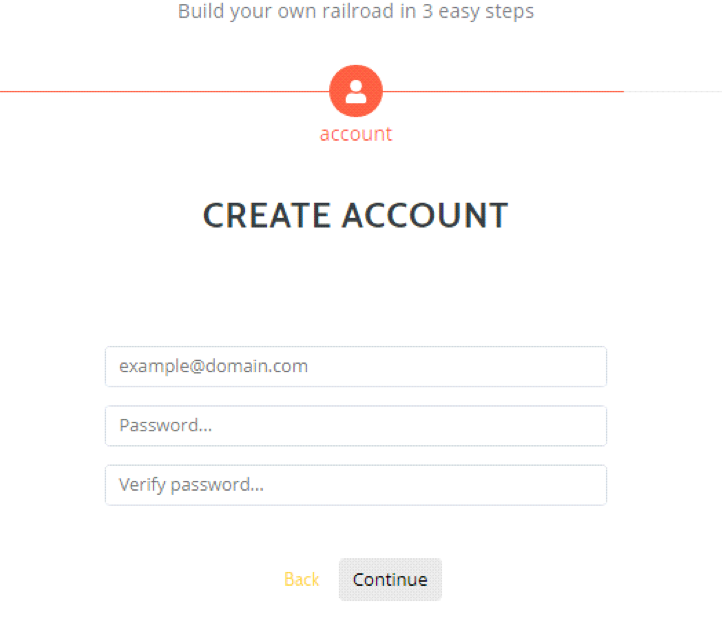 Build your own railroad in 3 easy steps
account
CREATE ACCOUNT
example@domain.com
Password...
Verify password...
Back Continue